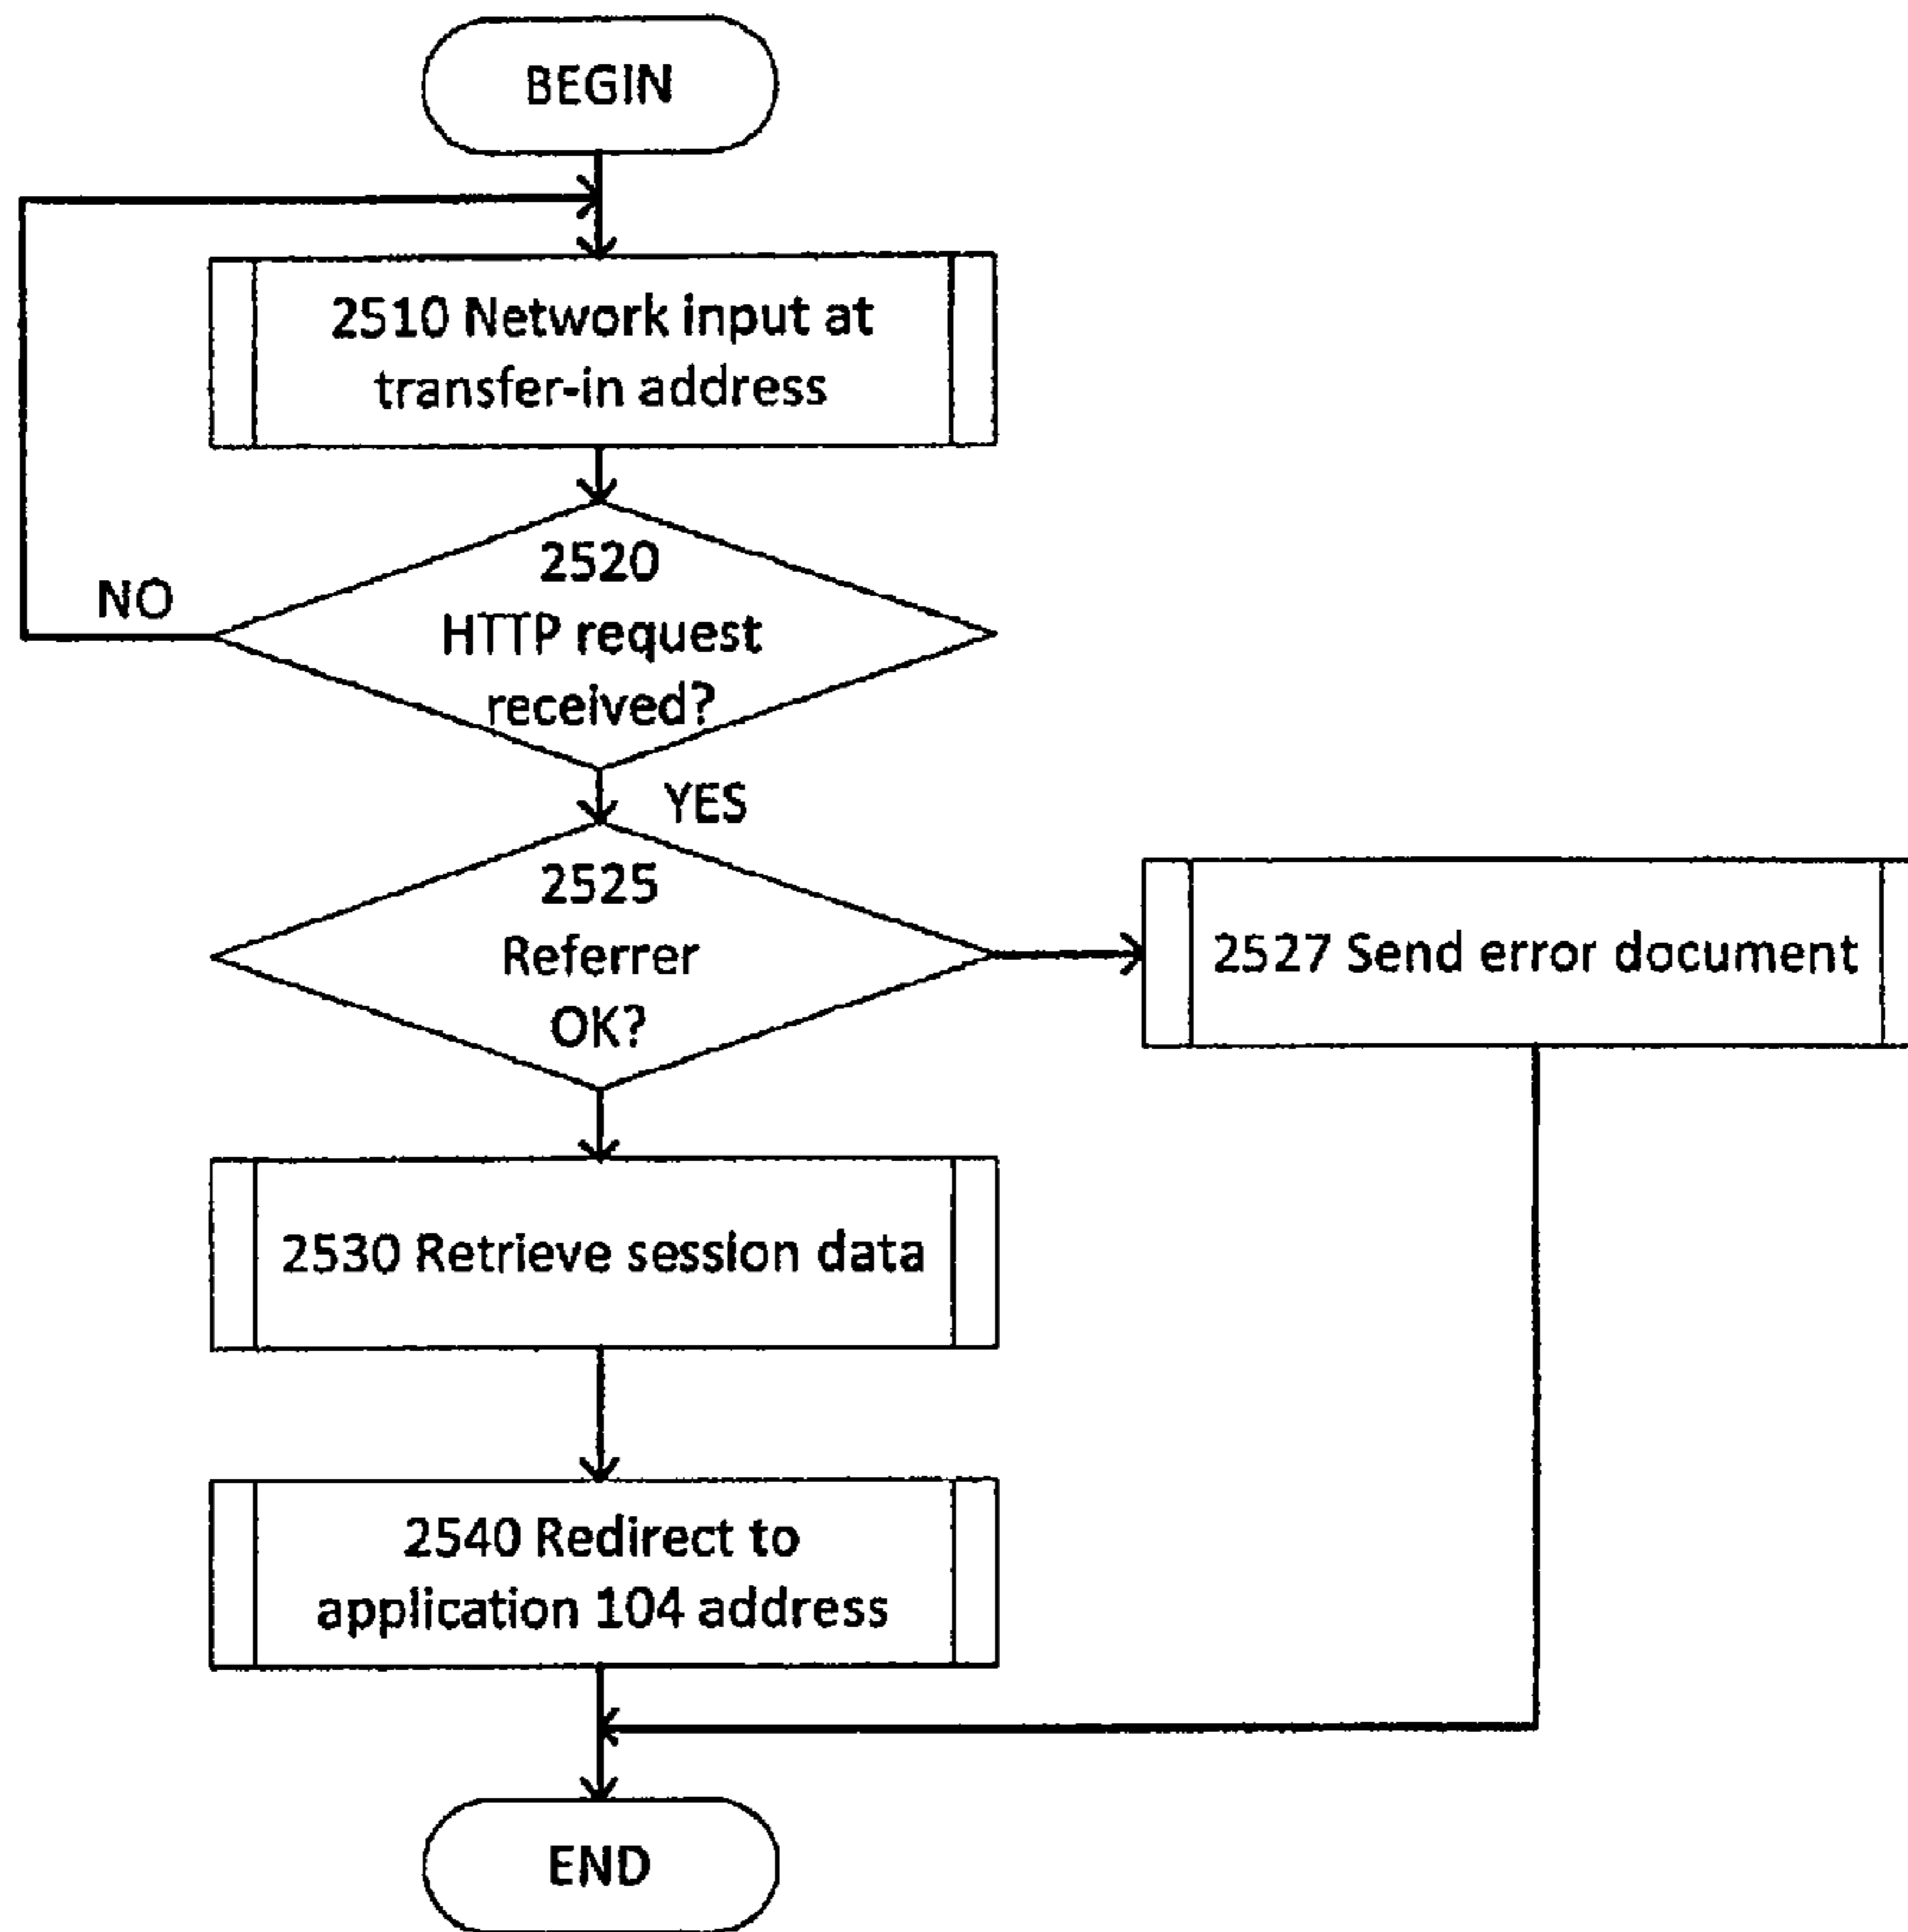 BEGIN
2510 Network input at
transfer-in address
2520
HTTP request
received?
NO
YES
2525
Referrer
OK?
2527 Send error document
2530 Retrieve session data
2540 Redirect to
application 104 address
END